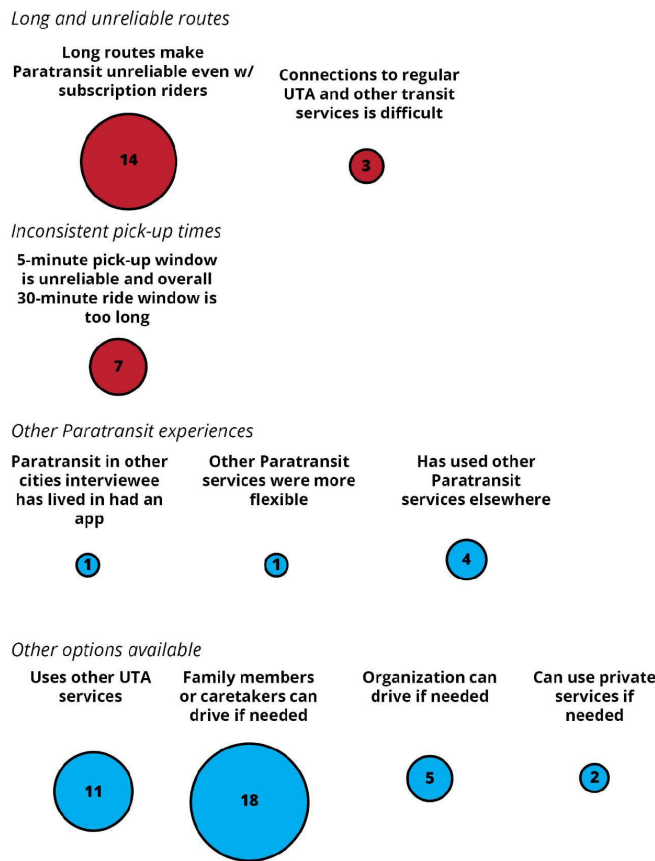 Long and unreliable routes
Long routes make
Paratransit unreliable even w/
subscription riders
Connections to regular
UTA and other transit
services is difficult
14
3
Inconsistent pick-up times
5-minute pick-up window
is unreliable and overall
30-minute ride window is
too long
7
Other Paratransit experiences
Paratransit in other
cities interviewee
has lived in had an
app
Other Paratransit
services were more
flexible
Has used other
Paratransit
services elsewhere
1
1
4
Other options available
Uses other UTA
services
Family members
or caretakers can
drive if needed
Organization can
drive if needed
Can use private
services if
needed
11
18
5
2